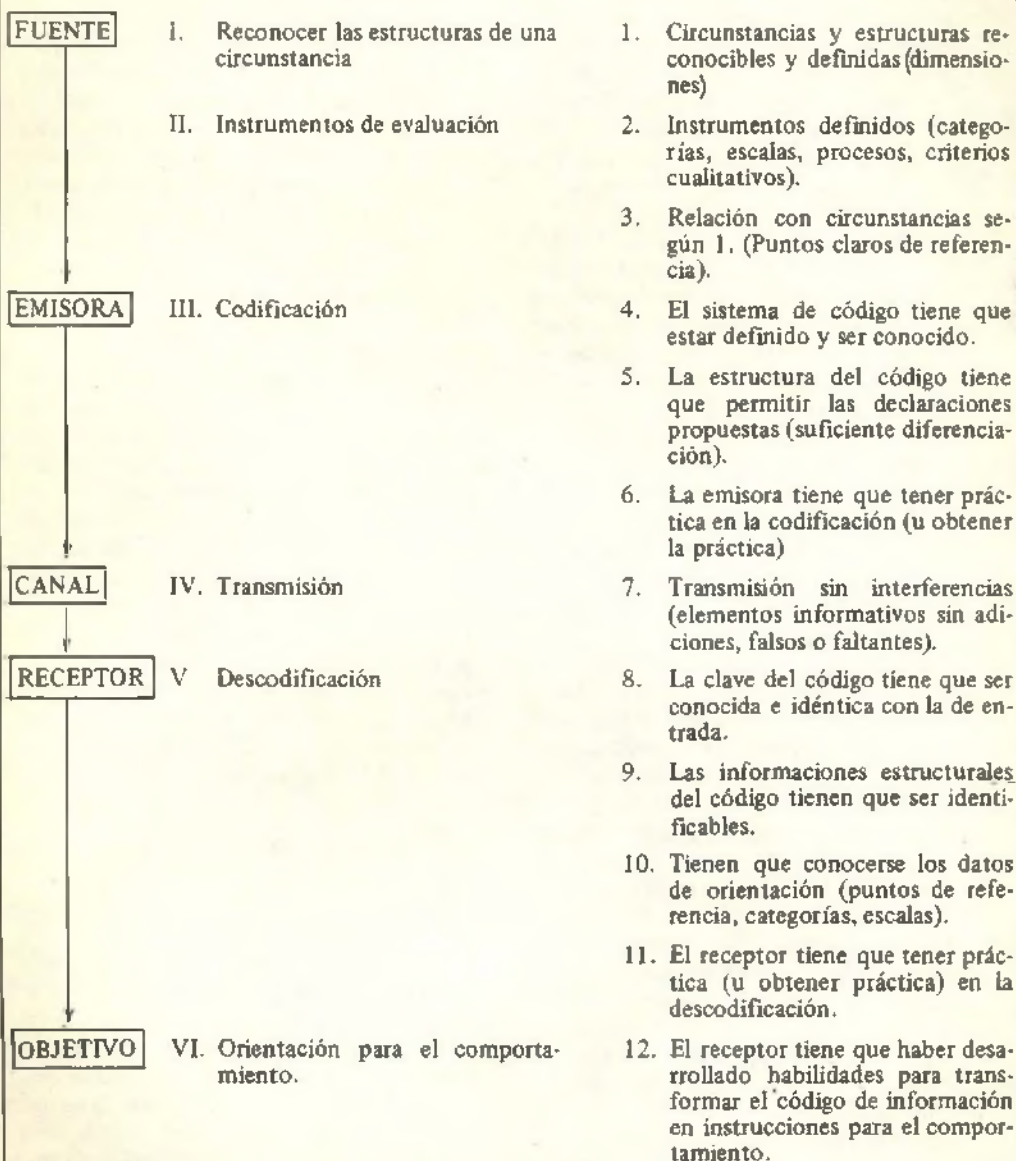 FUENTE
I. Reconocer las estructuras de una
circunstancia
1. Circunstancias y estructuras re-
conocibles y definidas (dimensio-
nes)
II. Instrumentos de evaluación
2. Instrumentos definidos (catego-
rías, escalas, procesos, criterios
cualitativos).
3. Relación con circunstancias se-
gún 1. (Puntos claros de referen-
cia).
EMISORA
III. Codificación
4. El sistema de código tiene que
estar definido y ser conocido.
5. La estructura del código tiene
que permitir las declaraciones
propuestas (suficiente diferencia-
ción).
6. La emisora tiene que tener prác-
tica en la codificación (u obtener
la práctica)
CANAL
IV. Transmisión
7. Transmisión sin interferencias
(elementos informativos sin adi-
ciones, falsos o faltantes).
RECEPTOR
V Descodificación
8. La clave del código tiene que ser
conocida e idéntica con la de en-
trada.
9. Las informaciones estructurales
del código tienen que ser identi-
ficables.
10. Tienen que conocerse los datos
de orientación (puntos de refe-
rencia, categorías, escalas).
11. El receptor tiene que tener prác-
tica (u obtener práctica) en la
descodificación.
OBJETIVO
VI. Orientación para el comporta-
miento.
12. El receptor tiene que haber desa-
rrollado habilidades para trans-
formar el código de información
en instrucciones para el compor-
tamiento.